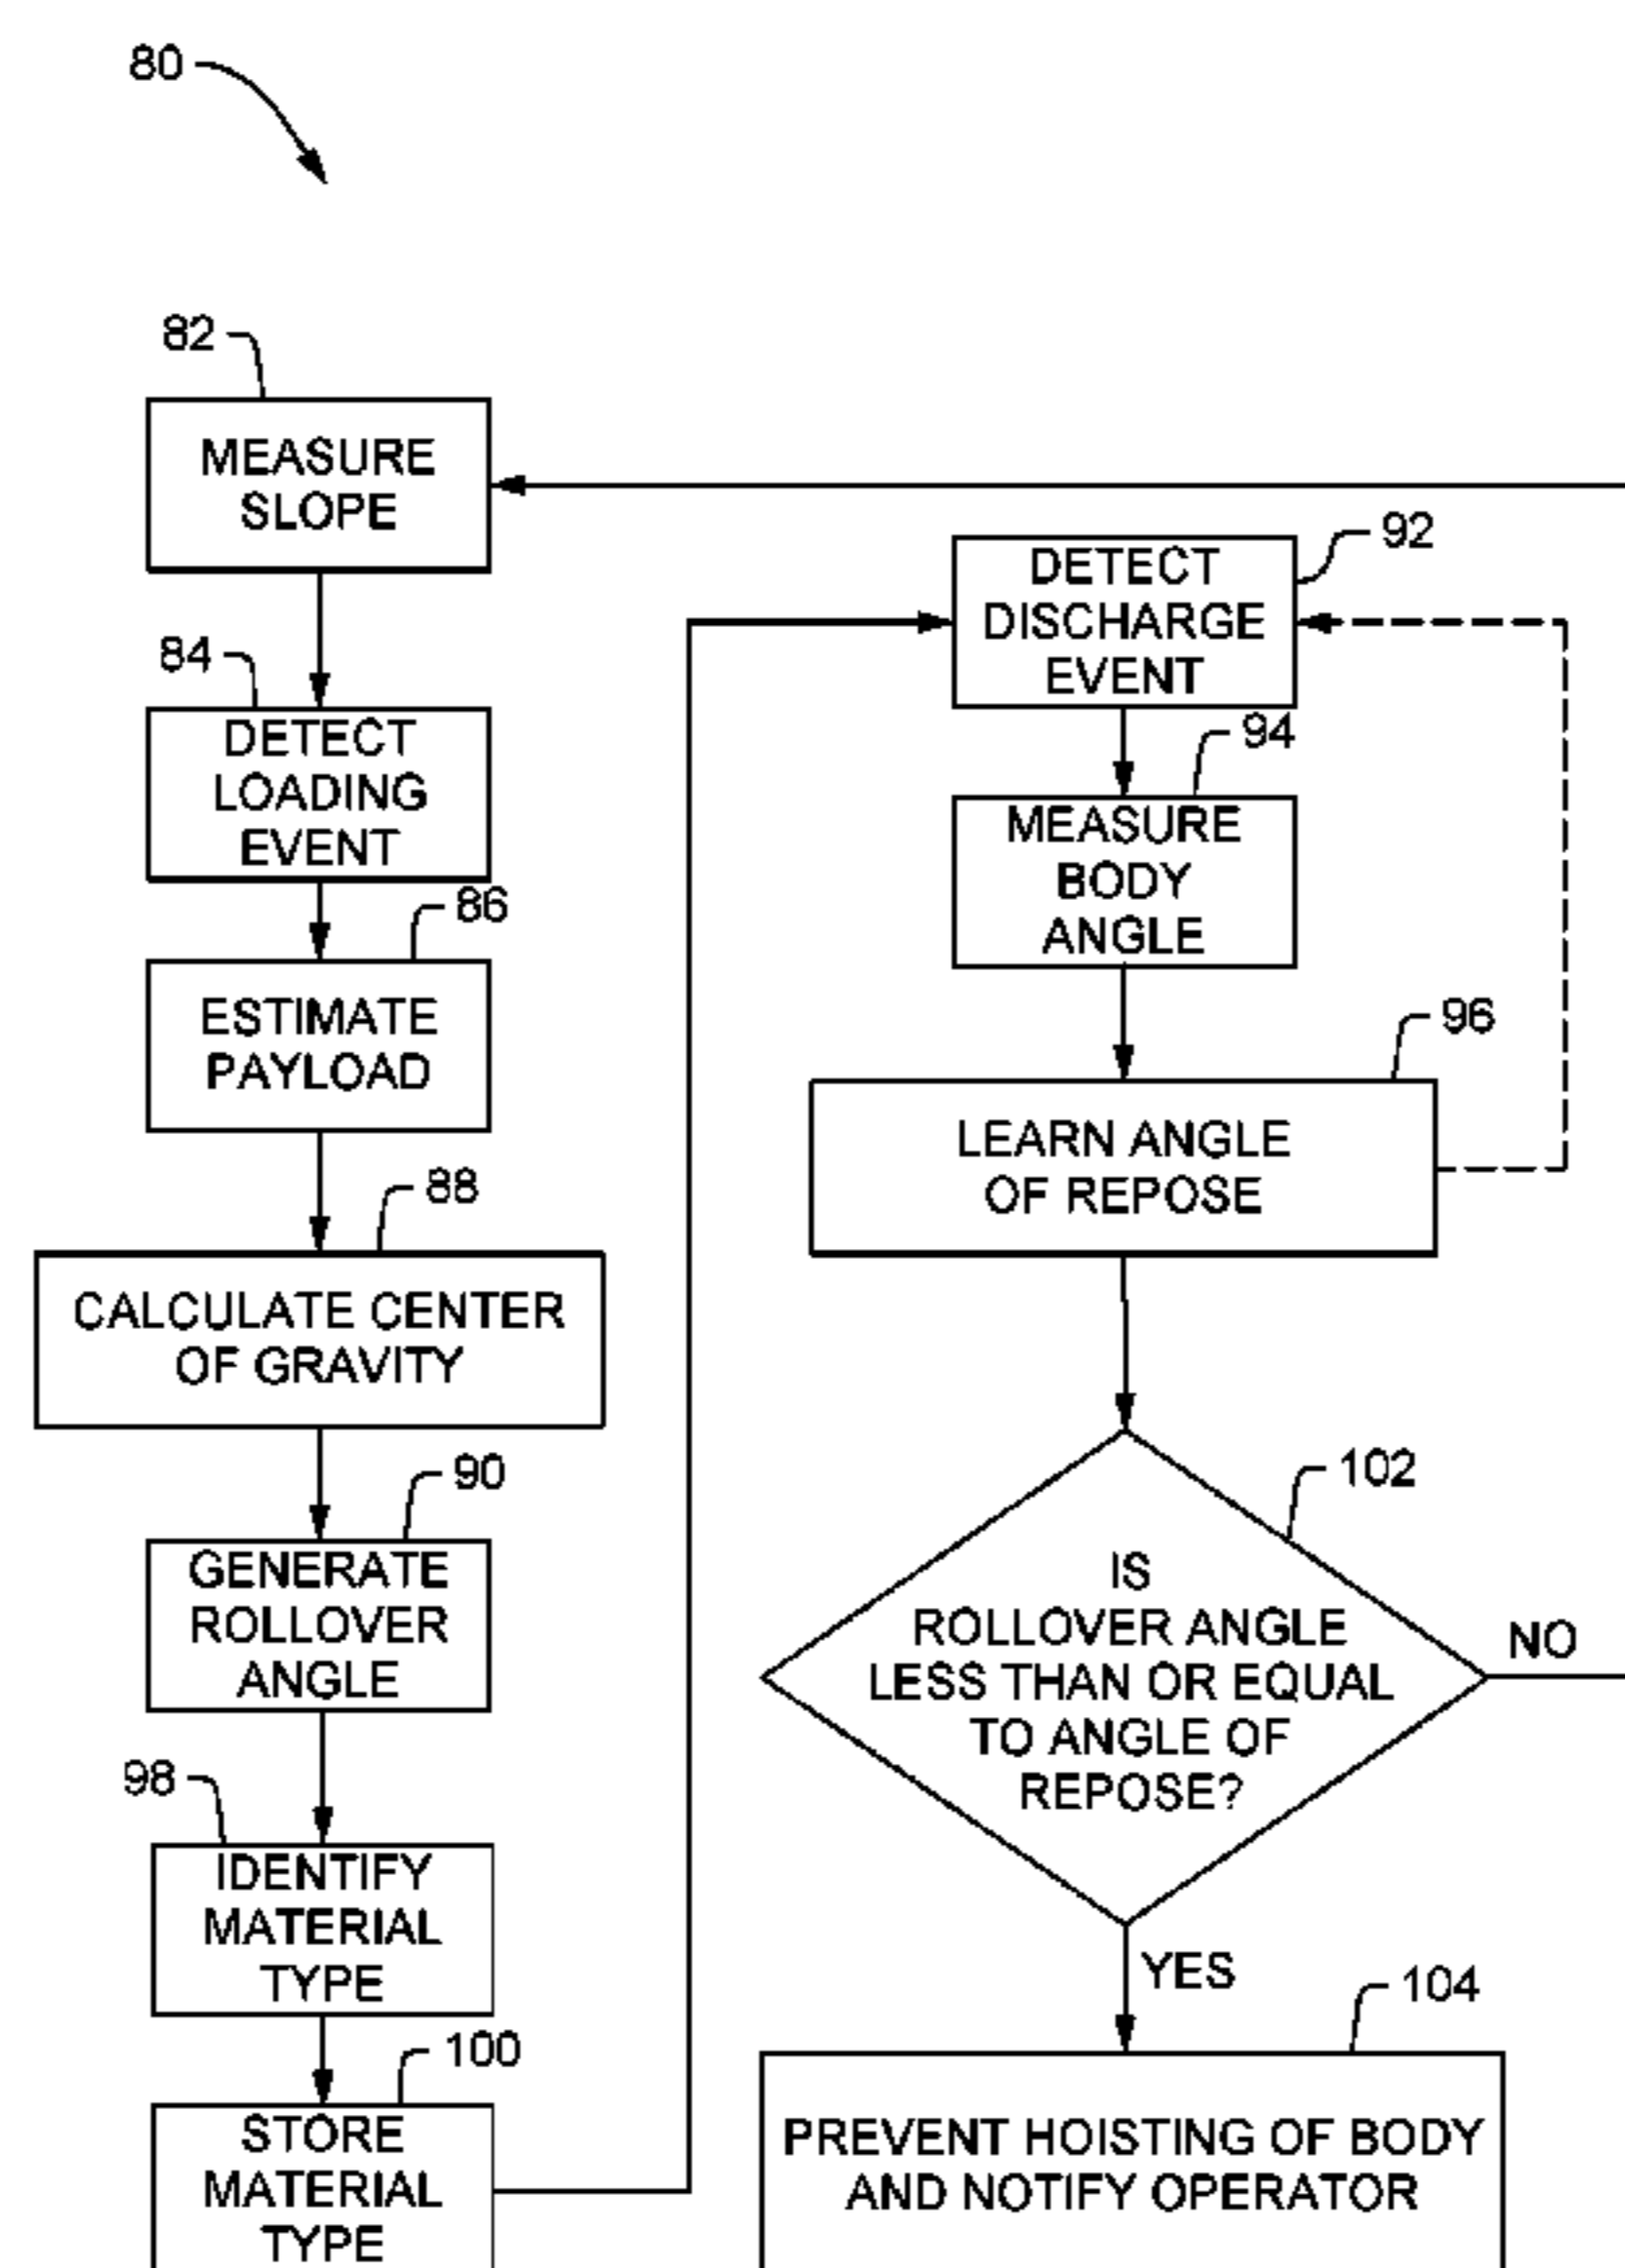 80
82
MEASURE
SLOPE
84
DETECT
LOADING
EVENT
86
ESTIMATE
PAYLOAD
88
CALCULATE CENTER
OF GRAVITY
90
GENERATE
ROLLOVER
ANGLE
98
IDENTIFY
MATERIAL
TYPE
100
STORE
MATERIAL
TYPE
92
DETECT
DISCHARGE
EVENT
94
MEASURE
BODY
ANGLE
96
LEARN ANGLE
OF REPOSE
102
IS
ROLLOVER ANGLE
LESS THAN OR EQUAL
TO ANGLE OF
REPOSE?
NO
YES
104
PREVENT HOISTING OF BODY
AND NOTIFY OPERATOR